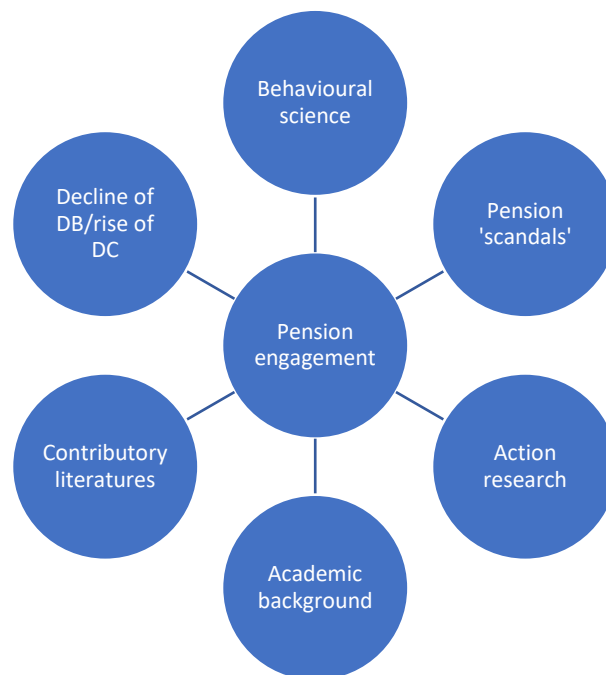 Behavioural
science
Decline of
DB/rise of
DC
Pension
'scandals'
Pension
engagement
Contributory
literatures
Action
research
Academic
background